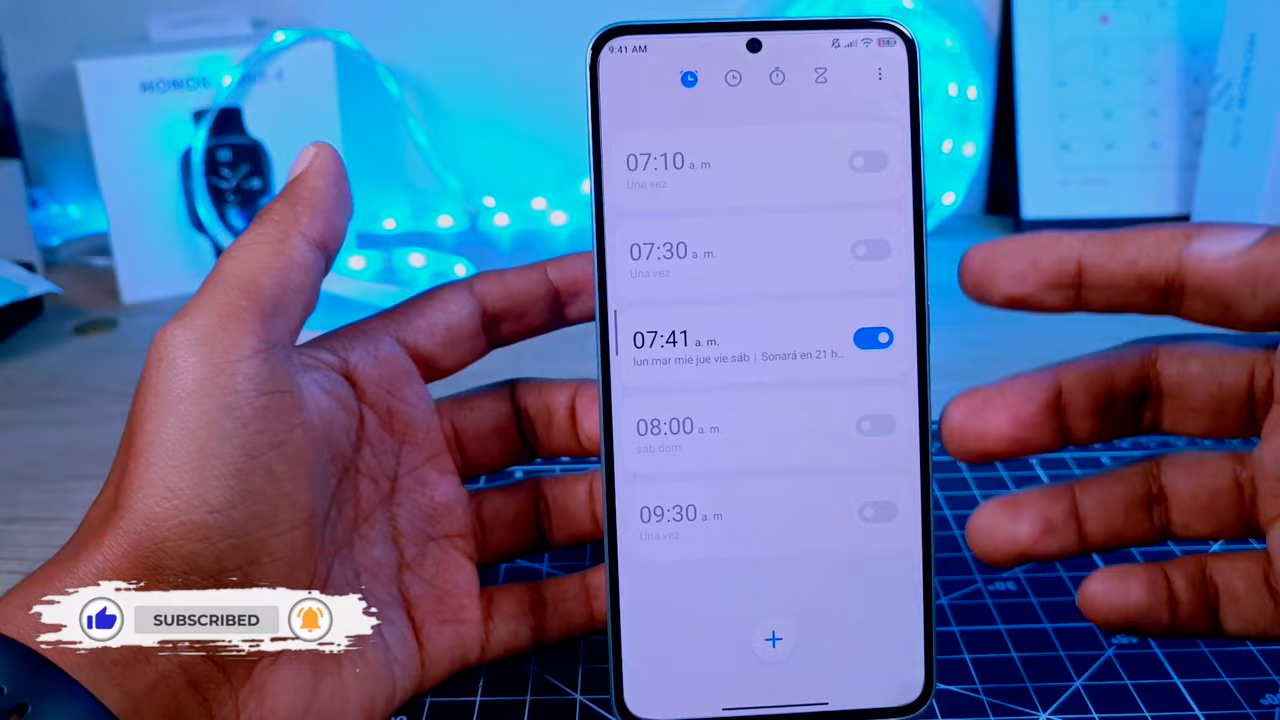 9:41 AM
07:10 a. m.
Una vez
07:30 a. m.
Una vez
07:41 a. m.
lun mar mié jue vie sáb | Sonará en 21 h...
08:00 a. m.
sáb dom
09:30 a. m.
Una vez
SUBSCRIBED